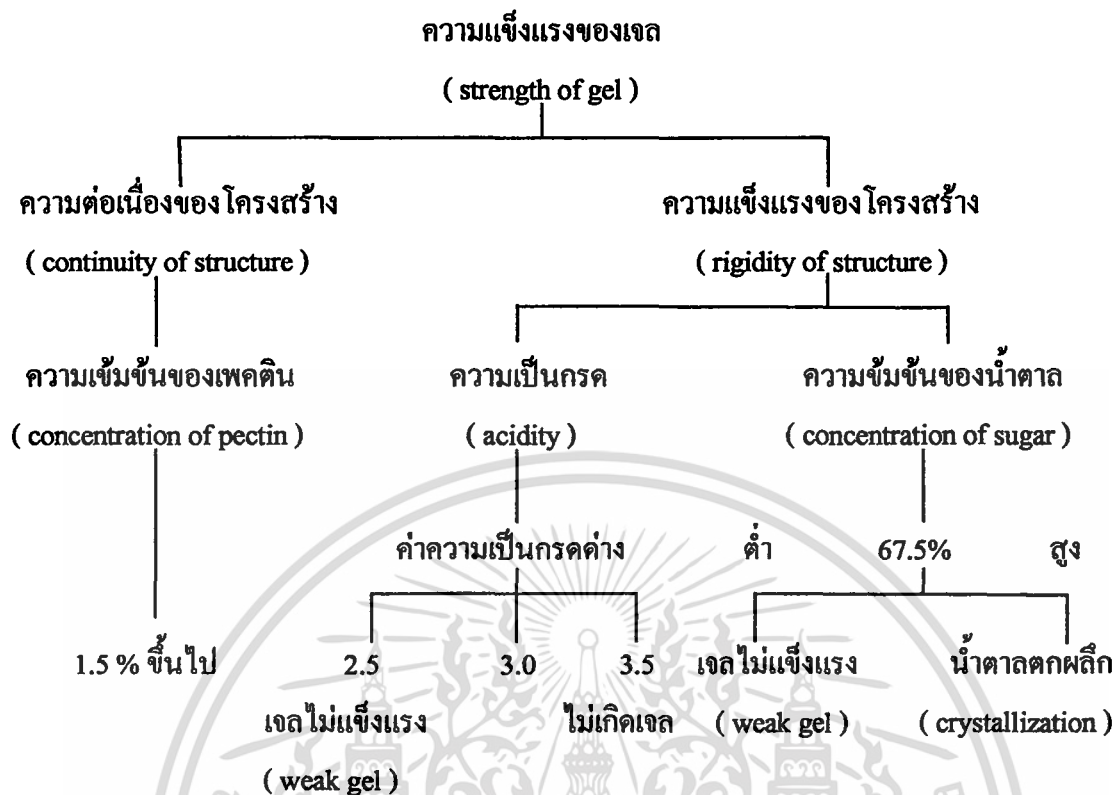 ความแข็งแรงของเจล
( strength of gel )
ความต่อเนื่องของโครงสร้าง ความแข็งแรงของโครงสร้าง
( continuity of structure ) ( rigidity of structure )
ความเข้มข้นของเพคติน ความเป็นกรด ความข้มข้นของน้ำตาล
( concentration of pectin ) ( acidity ) ( concentration of sugar )
ค่าความเป็นกรดค่าง ต่ำ 67.5% สูง
1.5 % ขึ้นไป 2.5 3.0 3.5 เจลไม่แข็งแรง น้ำตาลตกผลึก
เจลไม่แข็งแรง ไม่เกิดเจล ( weak gel ) ( crystallization )
( weak gel )